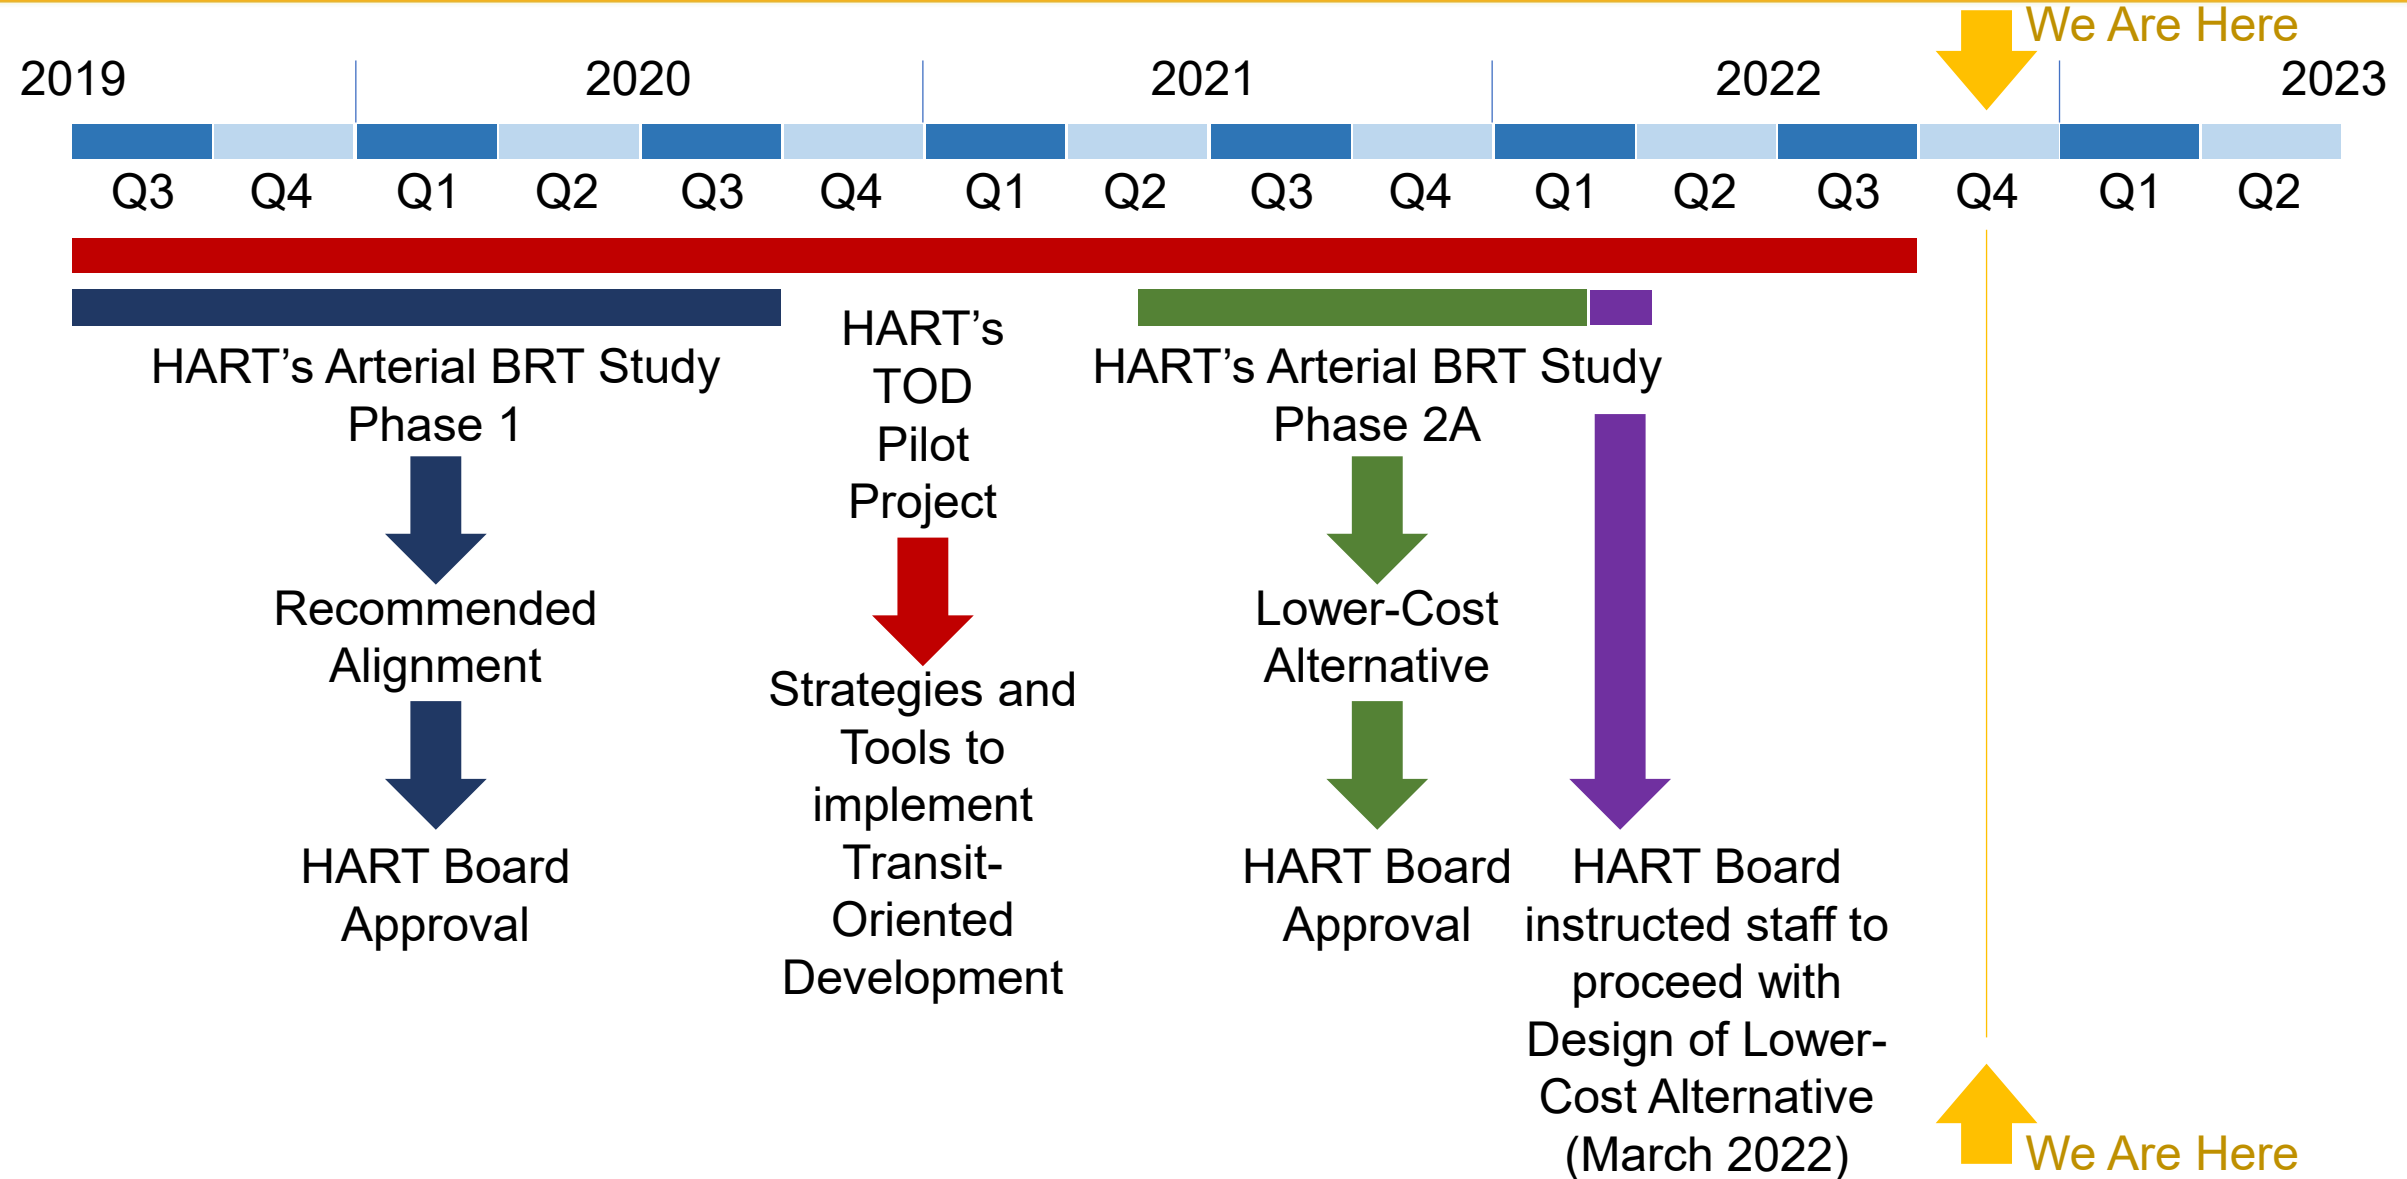 We Are Here
2019
2020
2021
2022
2023
Q3
Q4
Q1
Q2
Q3
Q4
Q1
Q2
Q3
Q4
Q1
Q2
Q3
Q4
Q1
Q2
HART’s Arterial BRT Study
Phase 1
Recommended
Alignment
HART Board
Approval
HART’s
TOD
Pilot
Project
Strategies and
Tools to
implement
Transit-
Oriented
Development
HART’s Arterial BRT Study
Phase 2A
Lower-Cost
Alternative
HART Board
Approval
HART Board
instructed staff to
proceed with
Design of Lower-
Cost Alternative
(March 2022)
We Are Here